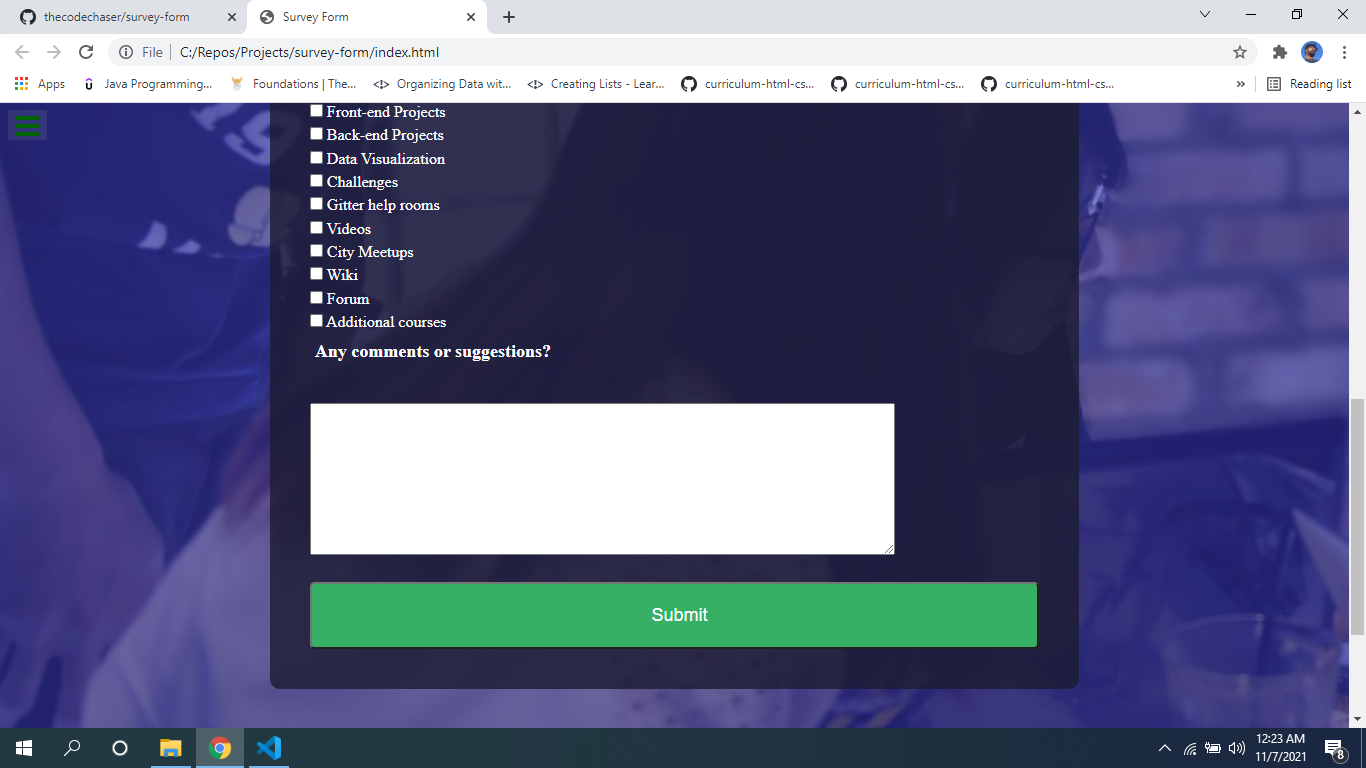 thecodechaser/survey-form
Survey Form
File
C:/Repos/Projects/survey-form/index.html
Apps
Java Programming...
Foundations | The...
Organizing Data wit...
Creating Lists - Lear...
curriculum-html-cs...
curriculum-html-cs...
curriculum-html-cs...
»
Reading list
Front-end Projects
Back-end Projects
Data Visualization
Challenges
Gitter help rooms
Videos
City Meetups
Wiki
Forum
Additional courses
Any comments or suggestions?
Submit
12:23 AM
11/7/2021
8